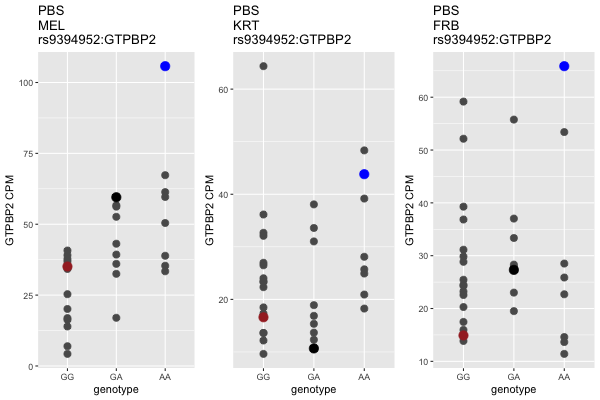 PBS
MEL
rs9394952:GTPBP2
GTPBP2 CPM
100
75
50
25
0
GG GA AA
genotype
PBS
KRT
rs9394952:GTPBP2
GTPBP2 CPM
60
40
20
GG GA AA
genotype
PBS
FRB
rs9394952:GTPBP2
GTPBP2 CPM
60
50
40
30
20
10
GG GA AA
genotype